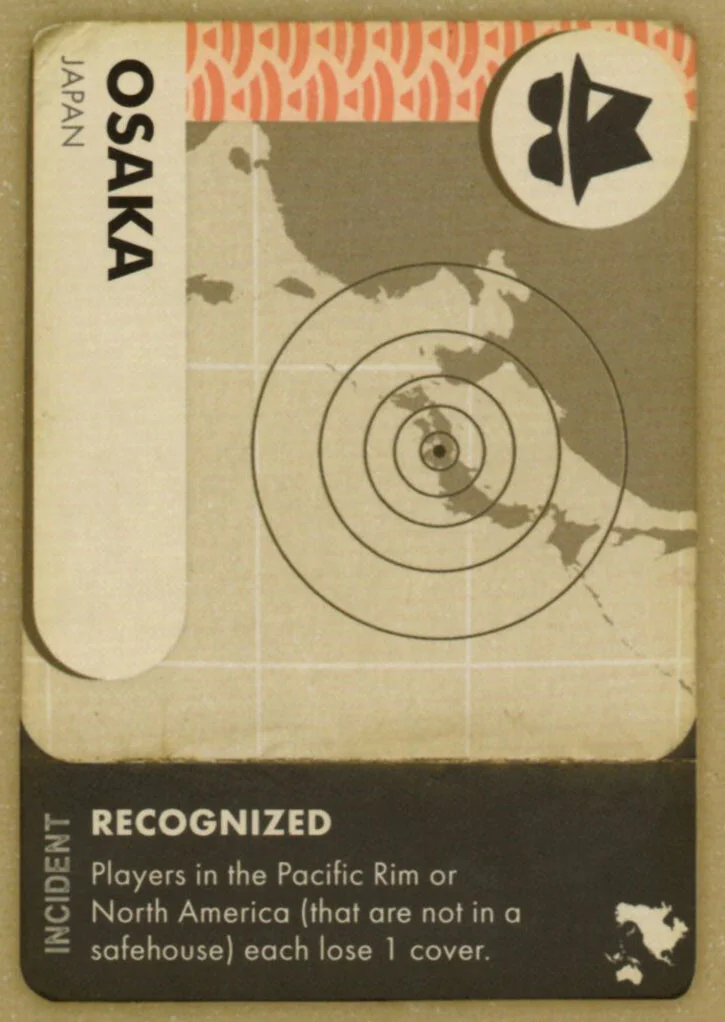 OSAKA
JAPAN
INCIDENT
RECOGNIZED
Players in the Pacific Rim or
North America (that are not in a
safehouse) each lose 1 cover.